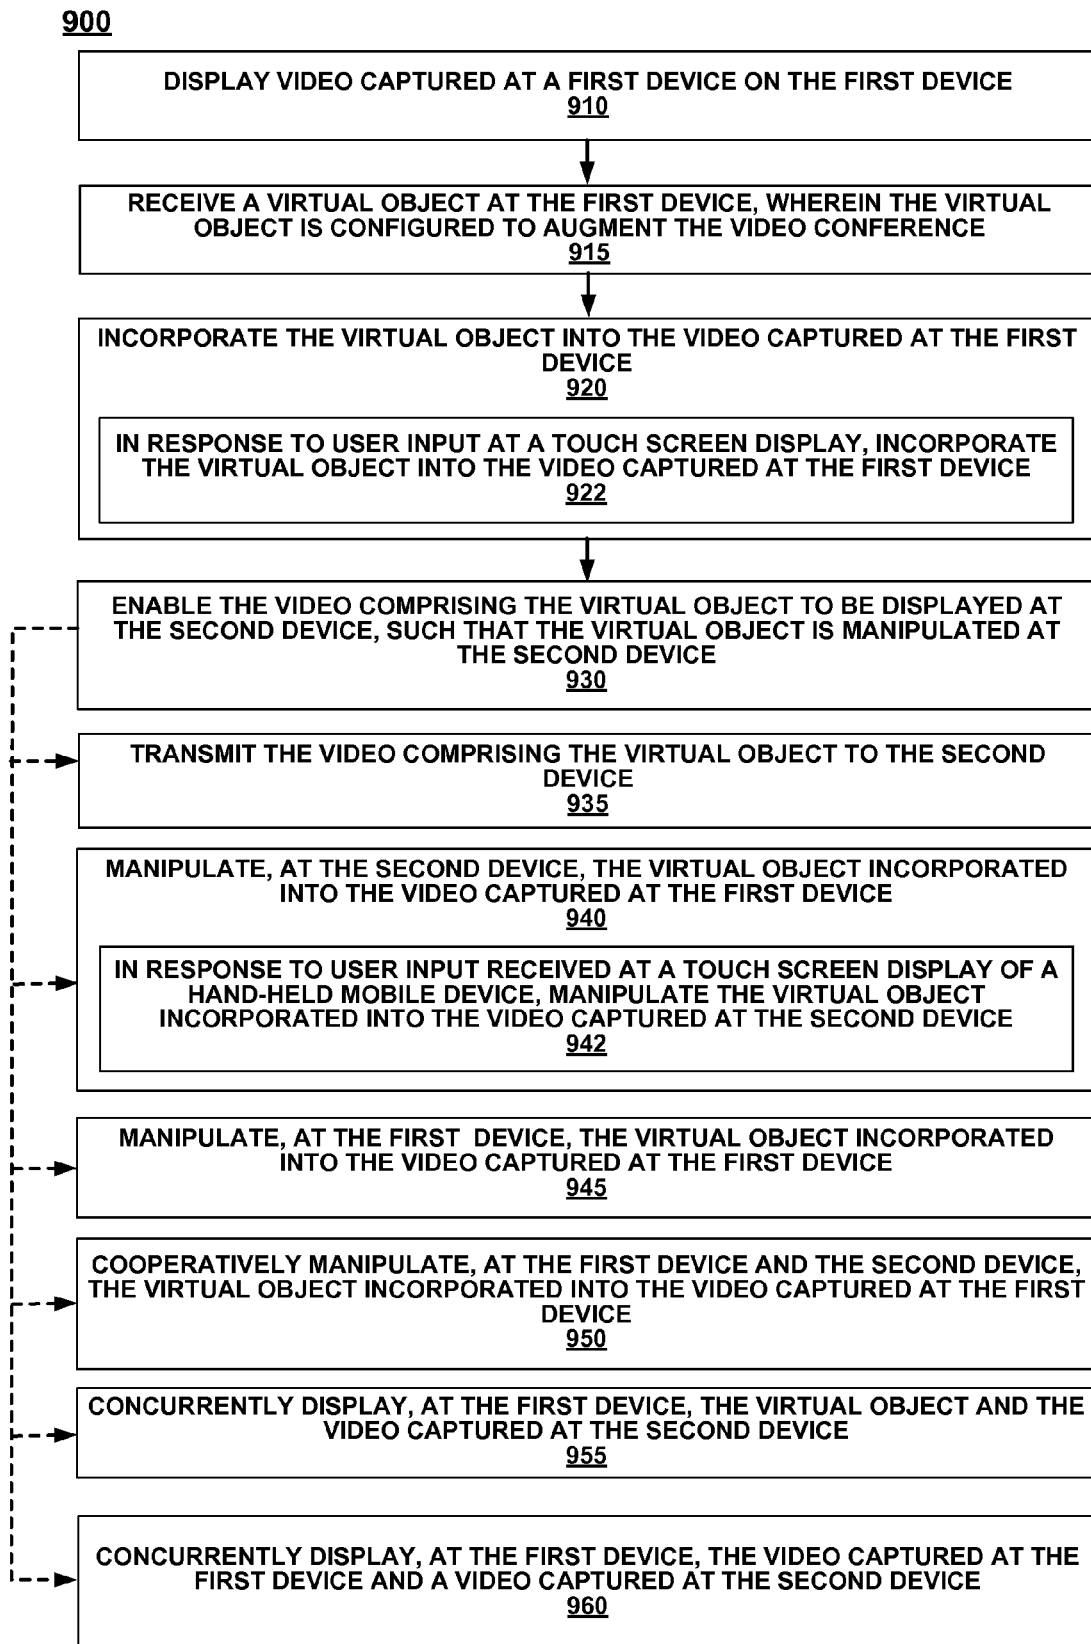 900
DISPLAY VIDEO CAPTURED AT A FIRST DEVICE ON THE FIRST DEVICE
910
RECEIVE A VIRTUAL OBJECT AT THE FIRST DEVICE, WHEREIN THE VIRTUAL
OBJECT IS CONFIGURED TO AUGMENT THE VIDEO CONFERENCE
915
INCORPORATE THE VIRTUAL OBJECT INTO THE VIDEO CAPTURED AT THE FIRST
DEVICE
920
IN RESPONSE TO USER INPUT AT A TOUCH SCREEN DISPLAY, INCORPORATE
THE VIRTUAL OBJECT INTO THE VIDEO CAPTURED AT THE FIRST DEVICE
922
ENABLE THE VIDEO COMPRISING THE VIRTUAL OBJECT TO BE DISPLAYED AT
THE SECOND DEVICE, SUCH THAT THE VIRTUAL OBJECT IS MANIPULATED AT
THE SECOND DEVICE
930
TRANSMIT THE VIDEO COMPRISING THE VIRTUAL OBJECT TO THE SECOND
DEVICE
935
MANIPULATE, AT THE SECOND DEVICE, THE VIRTUAL OBJECT INCORPORATED
INTO THE VIDEO CAPTURED AT THE FIRST DEVICE
940
IN RESPONSE TO USER INPUT RECEIVED AT A TOUCH SCREEN DISPLAY OF A
HAND-HELD MOBILE DEVICE, MANIPULATE THE VIRTUAL OBJECT
INCORPORATED INTO THE VIDEO CAPTURED AT THE SECOND DEVICE
942
MANIPULATE, AT THE FIRST DEVICE, THE VIRTUAL OBJECT INCORPORATED
INTO THE VIDEO CAPTURED AT THE FIRST DEVICE
945
COOPERATIVELY MANIPULATE, AT THE FIRST DEVICE AND THE SECOND DEVICE,
THE VIRTUAL OBJECT INCORPORATED INTO THE VIDEO CAPTURED AT THE FIRST
DEVICE
950
CONCURRENTLY DISPLAY, AT THE FIRST DEVICE, THE VIRTUAL OBJECT AND THE
VIDEO CAPTURED AT THE SECOND DEVICE
955
CONCURRENTLY DISPLAY, AT THE FIRST DEVICE, THE VIDEO CAPTURED AT THE
FIRST DEVICE AND A VIDEO CAPTURED AT THE SECOND DEVICE
960